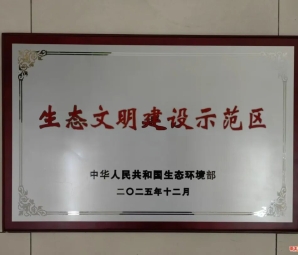 生态文明建设示范区
中华人民共和国生态环境部
二〇二五年十二月